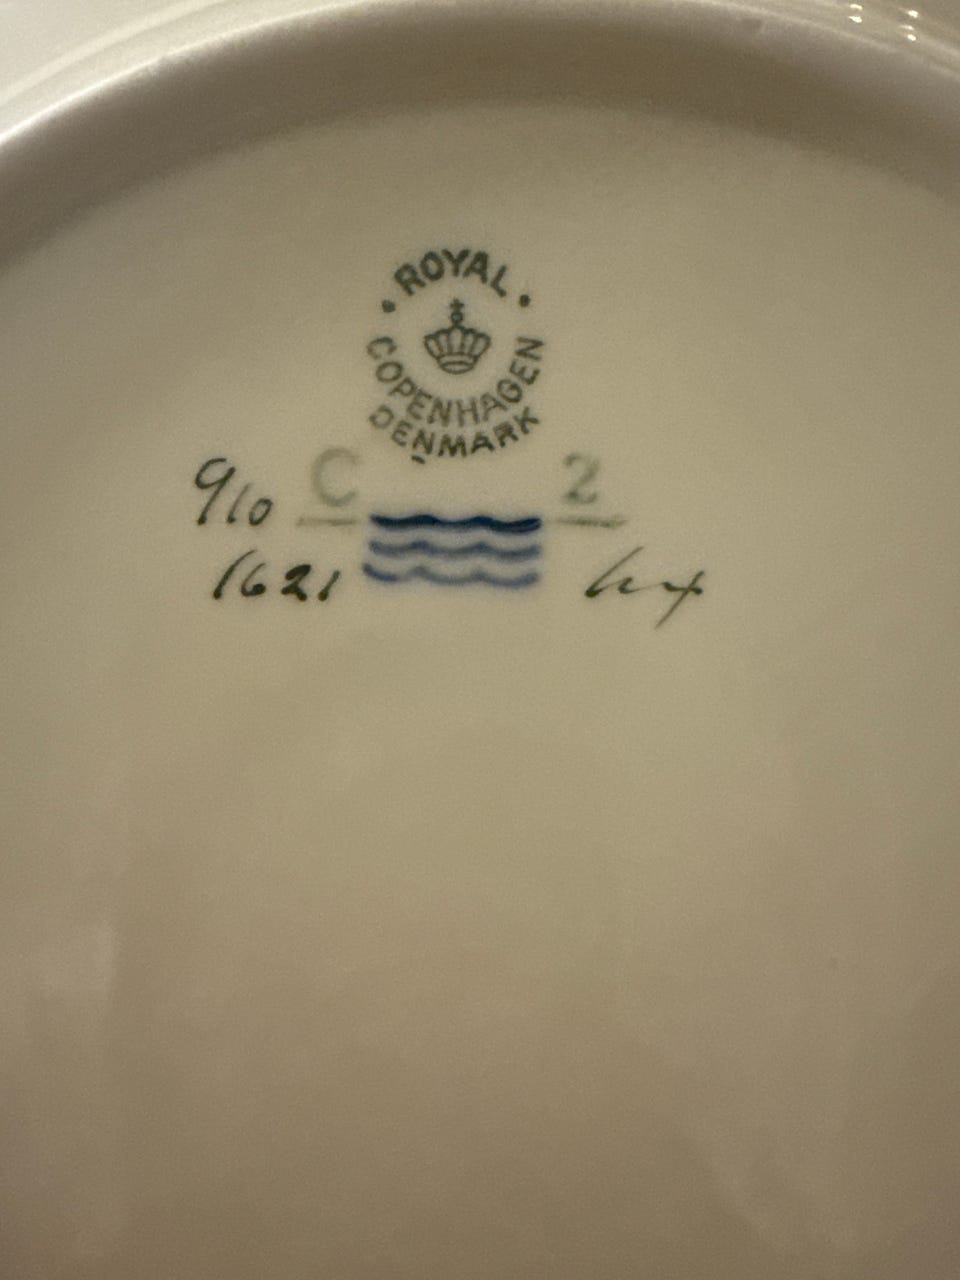 ROYAL
COPENHAGEN
DENMARK
C 2
910
1621